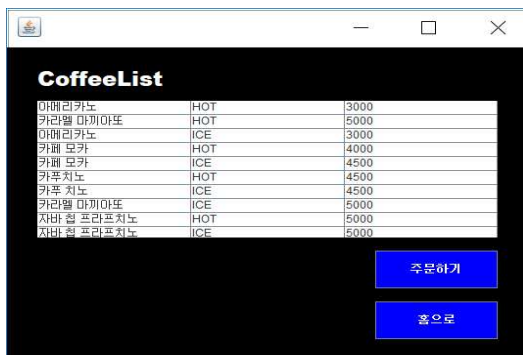 CoffeeList
아메리카노 HOT 3000
카라멜 마끼아또 HOT 5000
아메리카노 ICE 3000
카페 모카 HOT 4000
카페 모카 ICE 4500
카푸치노 HOT 4500
카푸 치노 ICE 4500
카라멜 마끼아또 ICE 5000
자바 칩 프라프치노 HOT 5000
자바 칩 프라프치노 ICE 5000
주문하기
홈으로